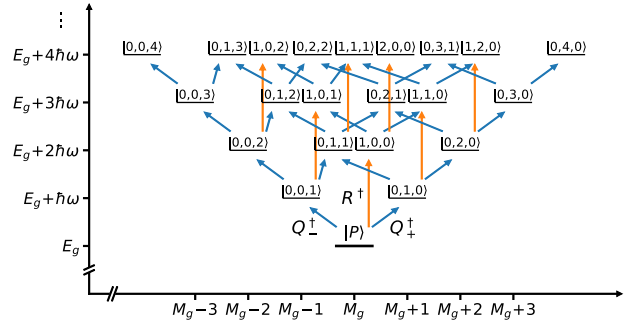 ⋮
E_g+4ħω |0,0,4⟩ |0,1,3⟩ |1,0,2⟩ |0,2,2⟩ |1,1,1⟩ |2,0,0⟩ |0,3,1⟩ |1,2,0⟩ |0,4,0⟩
E_g+3ħω |0,0,3⟩ |0,1,2⟩ |1,0,1⟩ |0,2,1⟩ |1,1,0⟩ |0,3,0⟩
E_g+2ħω |0,0,2⟩ |0,1,1⟩ |1,0,0⟩ |0,2,0⟩
E_g+ħω |0,0,1⟩ R† |0,1,0⟩
E_g Q†_− |P⟩ Q†_+
M_g−3 M_g−2 M_g−1 M_g M_g+1 M_g+2 M_g+3